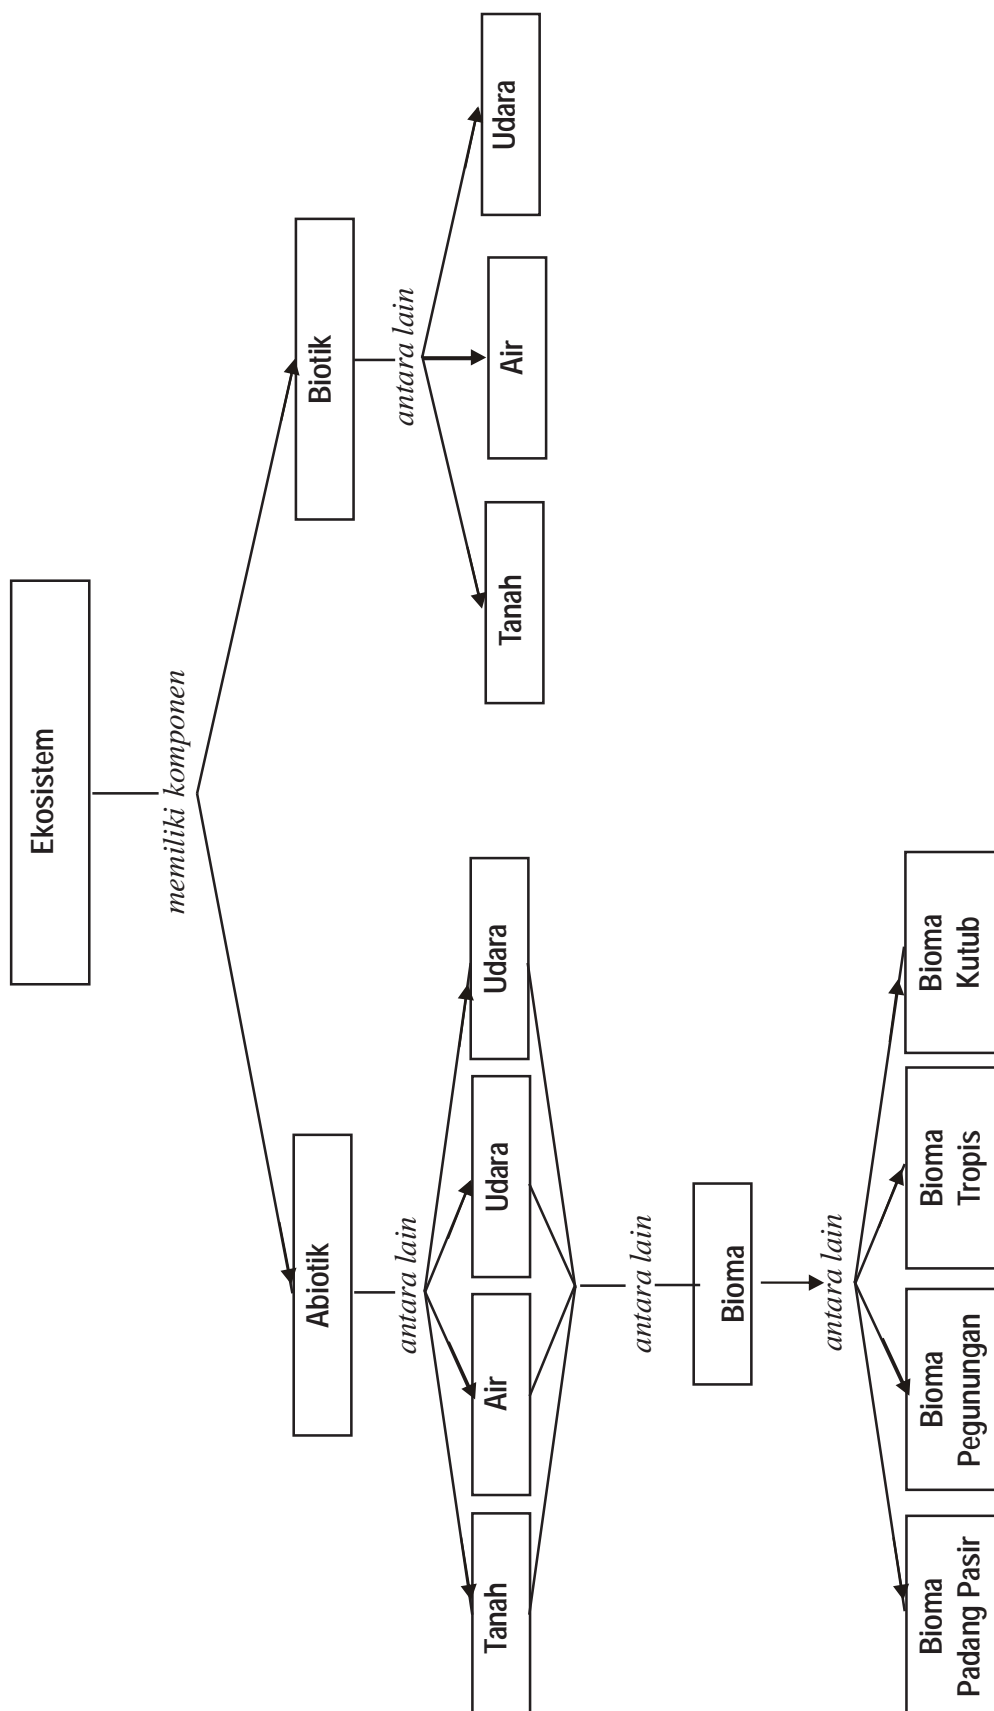 Ekosistem
memiliki komponen
Abiotik
Biotik
antara lain
antara lain
Tanah
Air
Udara
Udara
Tanah
Air
Udara
antara lain
Bioma
antara lain
Bioma
Padang Pasir
Bioma
Pegunungan
Bioma
Tropis
Bioma
Kutub